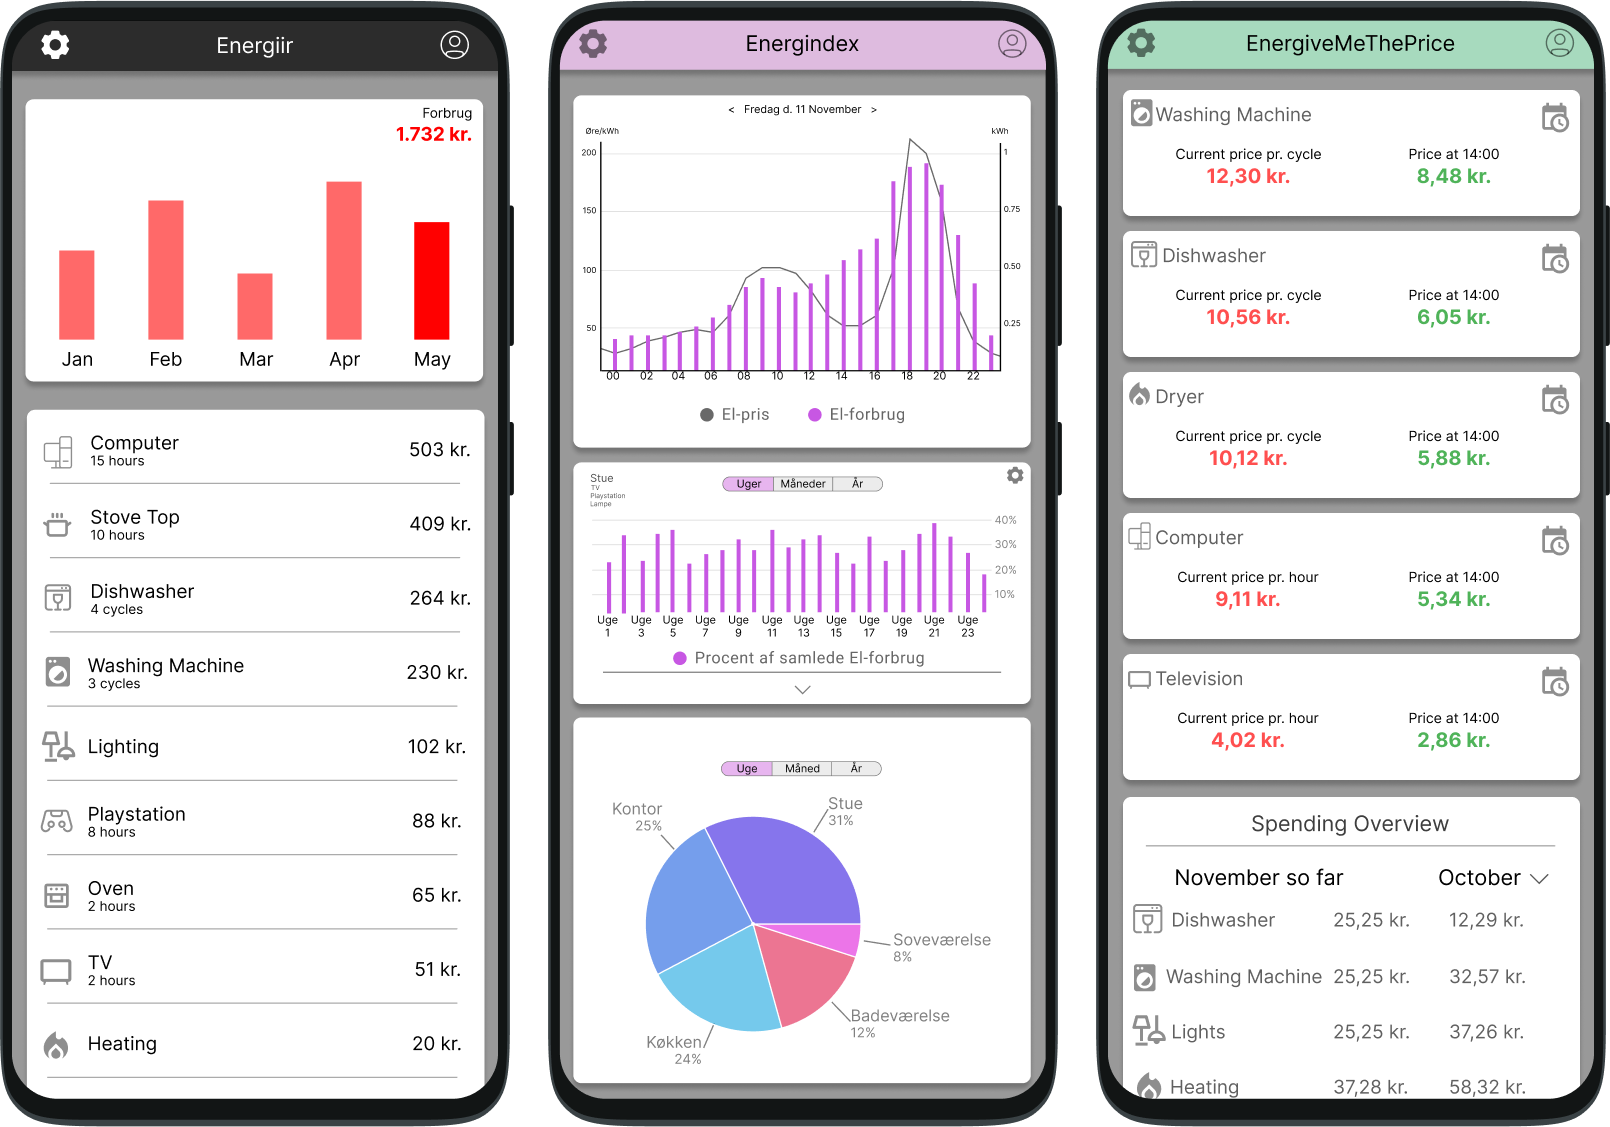 Energiir
Forbrug
1.732 kr.
Jan Feb Mar Apr May
Computer
15 hours
503 kr.
Stove Top
10 hours
409 kr.
Dishwasher
4 cycles
264 kr.
Washing Machine
3 cycles
230 kr.
Lighting
102 kr.
Playstation
8 hours
88 kr.
Oven
2 hours
65 kr.
TV
2 hours
51 kr.
Heating
20 kr.
Energindex
< Fredag d. 11 November >
Øre/kWh kWh
200 1
150 0.75
100 0.50
50 0.25
00 02 04 06 08 10 12 14 16 18 20 22
El-pris El-forbrug
Stue
TV
Playstation
Lampe
Uger Måneder År
40%
30%
20%
10%
Uge Uge Uge Uge Uge Uge Uge Uge Uge Uge Uge Uge
1 3 5 7 9 11 13 15 17 19 21 23
Procent af samlede El-forbrug
Uge Måned År
Stue
31%
Kontor
25%
Soveværelse
8%
Badeværelse
12%
Køkken
24%
EnergiveMeThePrice
Washing Machine
Current price pr. cycle Price at 14:00
12,30 kr. 8,48 kr.
Dishwasher
Current price pr. cycle Price at 14:00
10,56 kr. 6,05 kr.
Dryer
Current price pr. cycle Price at 14:00
10,12 kr. 5,88 kr.
Computer
Current price pr. hour Price at 14:00
9,11 kr. 5,34 kr.
Television
Current price pr. hour Price at 14:00
4,02 kr. 2,86 kr.
Spending Overview
November so far October
Dishwasher 25,25 kr. 12,29 kr.
Washing Machine 25,25 kr. 32,57 kr.
Lights 25,25 kr. 37,26 kr.
Heating 37,28 kr. 58,32 kr.